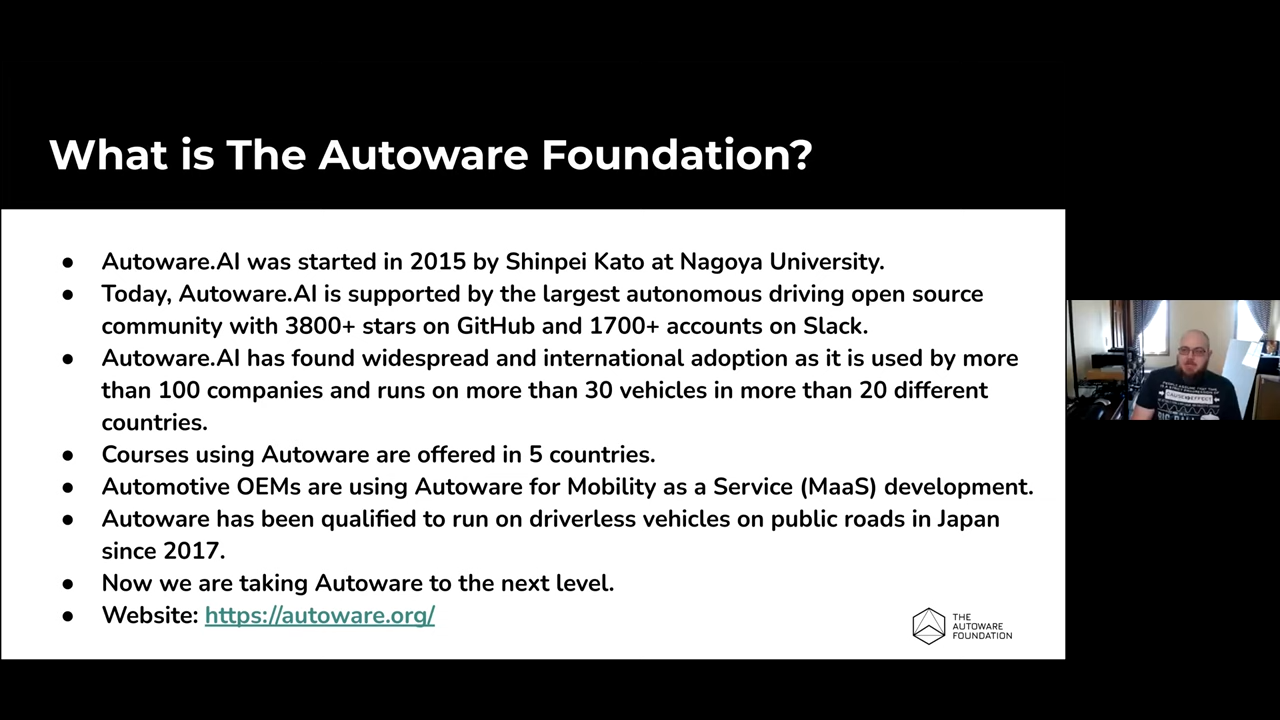 What is The Autoware Foundation?
● Autoware.AI was started in 2015 by Shinpei Kato at Nagoya University.
● Today, Autoware.AI is supported by the largest autonomous driving open source
community with 3800+ stars on GitHub and 1700+ accounts on Slack.
● Autoware.AI has found widespread and international adoption as it is used by more
than 100 companies and runs on more than 30 vehicles in more than 20 different
countries.
● Courses using Autoware are offered in 5 countries.
● Automotive OEMs are using Autoware for Mobility as a Service (MaaS) development.
● Autoware has been qualified to run on driverless vehicles on public roads in Japan
since 2017.
● Now we are taking Autoware to the next level.
● Website: https://autoware.org/
THE
AUTOWARE
FOUNDATION
CAUSE EFFECT